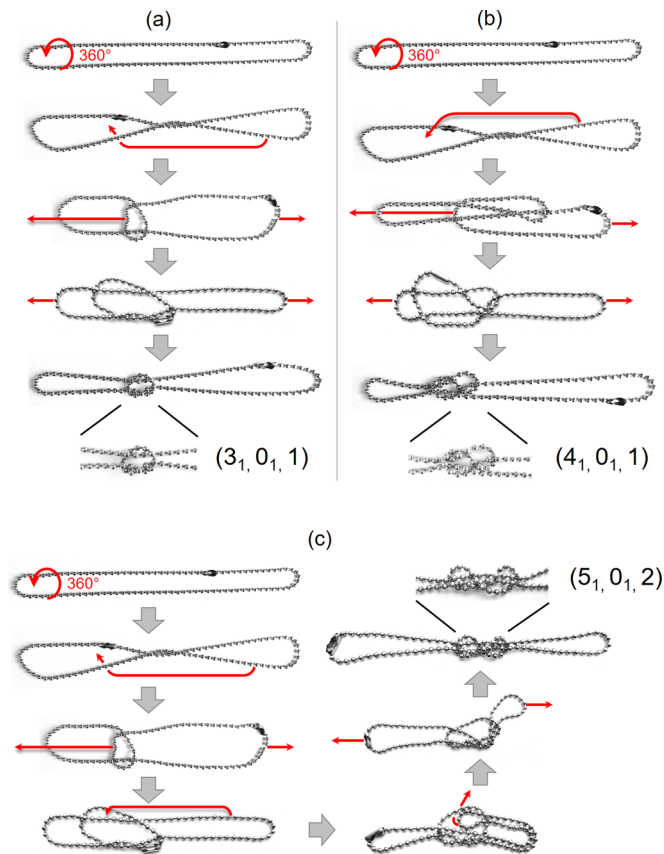 (a)
360°
(3₁, 0₁, 1)
(b)
360°
(4₁, 0₁, 1)
(c)
360°
(5₁, 0₁, 2)